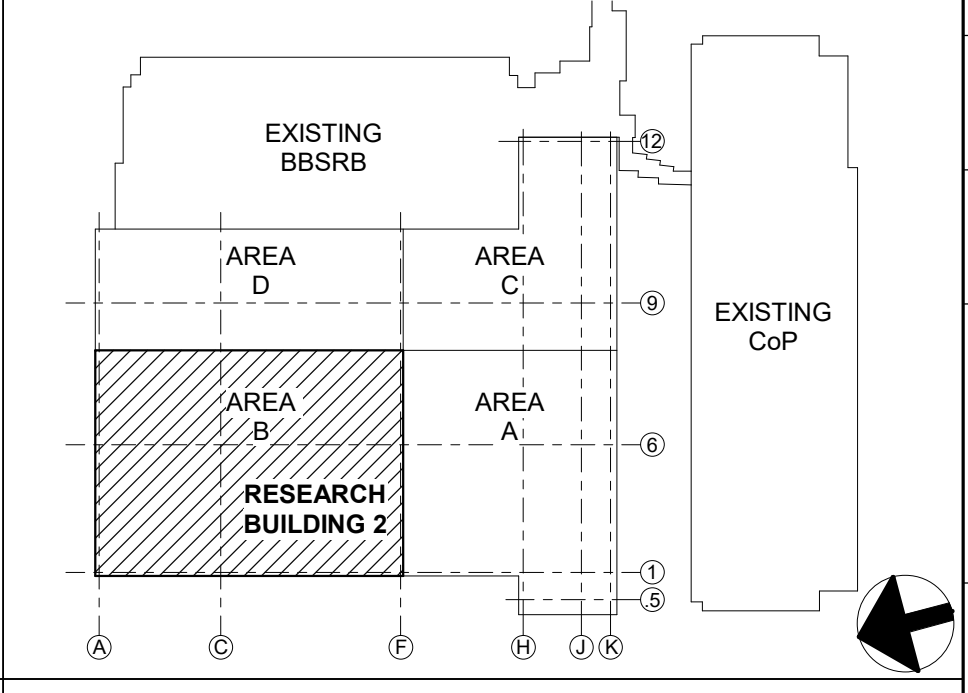 EXISTING
BBSRB
12
AREA
D
AREA
C
9
EXISTING
CoP
AREA
B
AREA
A
6
RESEARCH
BUILDING 2
1
.5
A
C
F
H
J
K